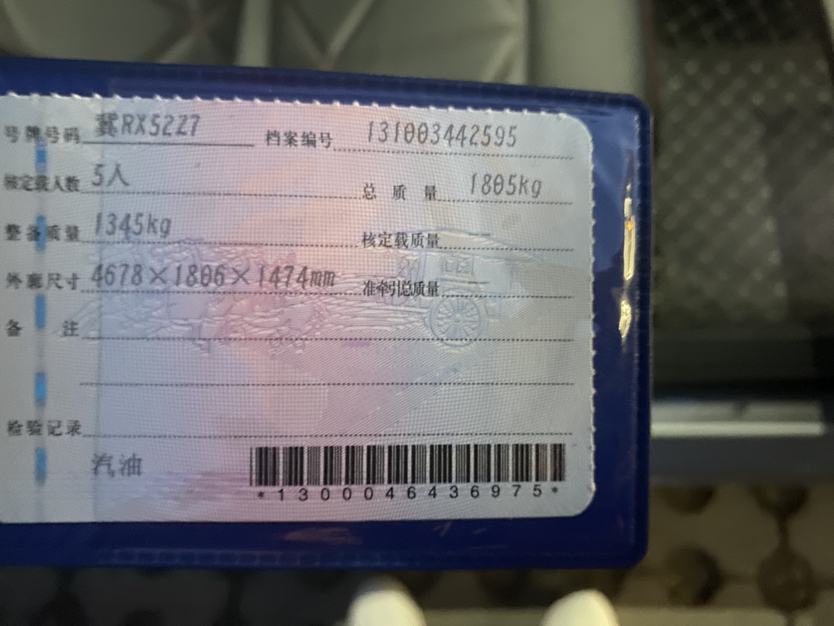 号牌号码 冀RX5227 档案编号 131003442595
核定载人数 5人 总质量 1805kg
整备质量 1345kg 核定载质量 --
外廓尺寸 4678×1806×1474mm 准牵引总质量 --
备注
检验记录
汽油
*1300046436975*